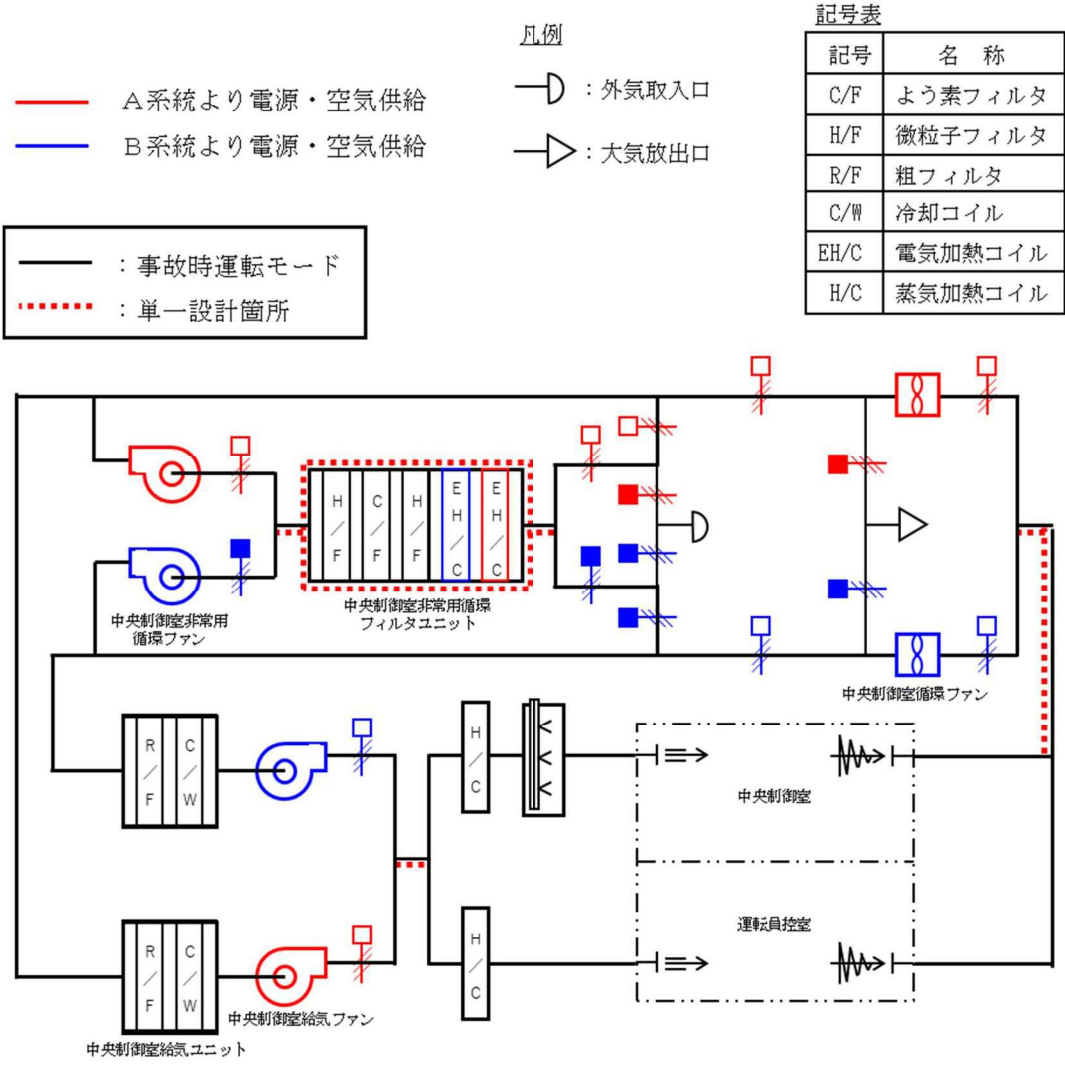 凡例
記号表
記号 名 称
A系統より電源・空気供給
:外気取入口
C/F よう素フィルタ
B系統より電源・空気供給
:大気放出口
H/F 微粒子フィルタ
R/F 粗フィルタ
C/W 冷却コイル
EH/C 電気加熱コイル
H/C 蒸気加熱コイル
:事故時運転モード
:単一設計箇所
H/F
C/F
H/F
EH/C
EH/C
中央制御室非常用
循環ファン
中央制御室非常用循環
フィルタユニット
中央制御室循環ファン
R/F
C/W
H/C
中央制御室
R/F
C/W
H/C
運転員控室
中央制御室給気ファン
中央制御室給気ユニット